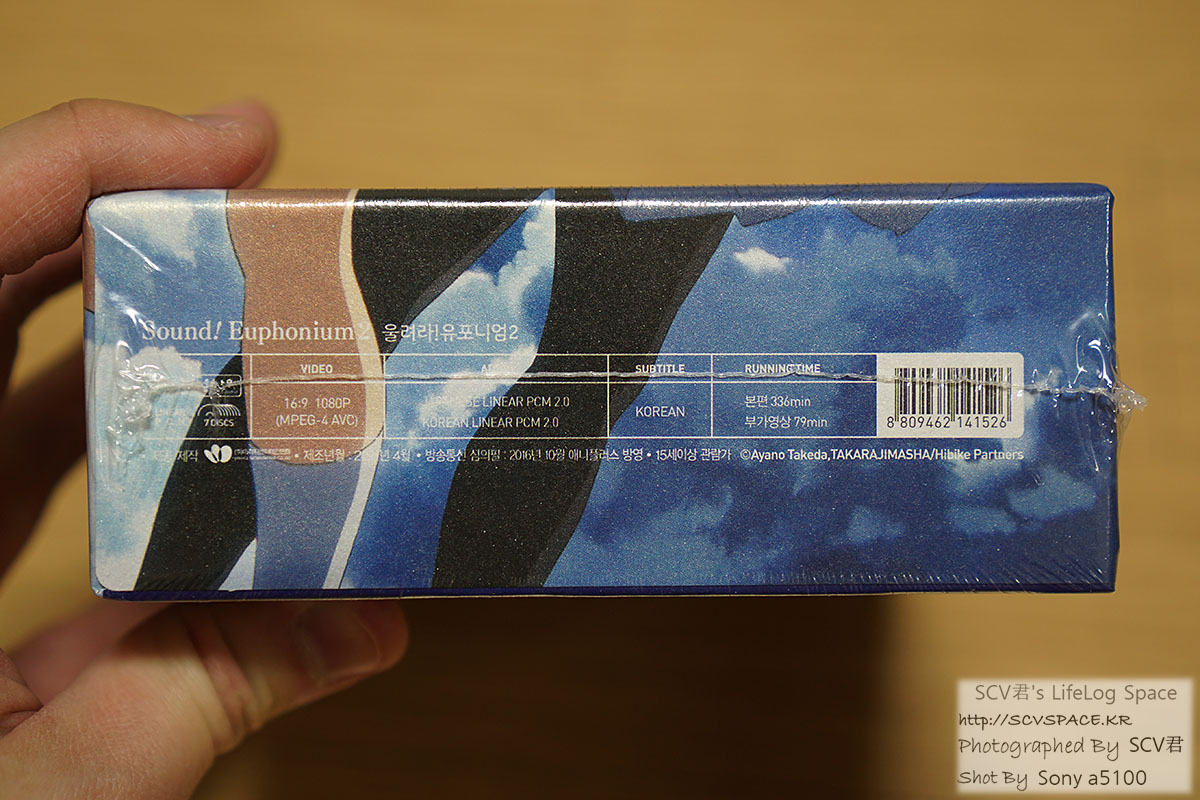 Sound! Euphonium 2 울려라!유포니엄2
VIDEO SUBTITLE RUNNING TIME
16:9 1080P
(MPEG-4 AVC)
LINEAR PCM 2.0
KOREAN LINEAR PCM 2.0
KOREAN
본편 336min
부가영상 79min
7 DISCS
8 809462 141526
제작 • 제조년월 : 4월 • 방송통신 심의필 : 2016년 10월 애니플러스 방영 • 15세이상 관람가 ©Ayano Takeda,TAKARAJIMASHA/Hibike Partners
SCV君's LifeLog Space
http://SCVSPACE.KR
Photographed By SCV君
Shot By Sony a5100